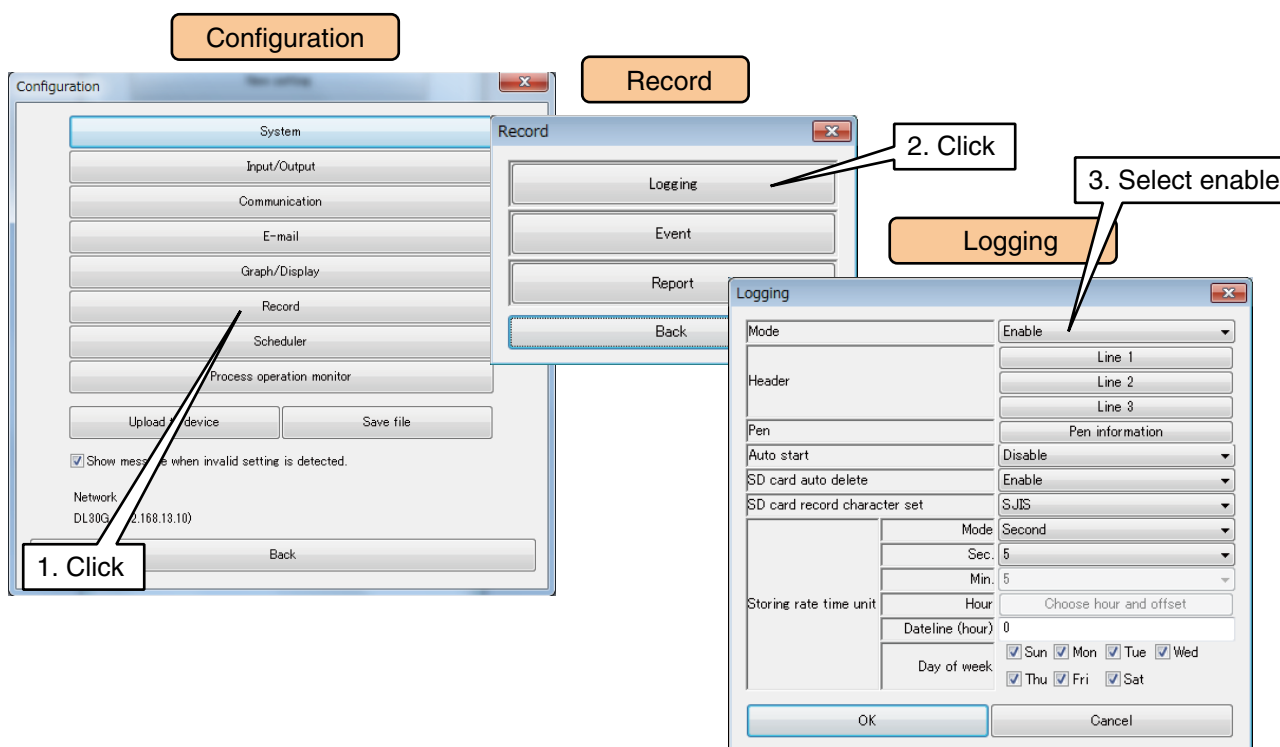 Configuration
Configuration
System
Input/Output
Communication
E-mail
Graph/Display
Record
Scheduler
Process operation monitor
Upload device
Save file
Show message when invalid setting is detected.
Network
DL30G 2.168.13.10)
Back
1. Click
Record
Record
Logging
Event
Report
Back
2. Click
3. Select enable
Logging
Logging
Mode Enable
Header Line 1
Line 2
Line 3
Pen Pen information
Auto start Disable
SD card auto delete Enable
SD card record character set SJIS
Storing rate time unit
Mode Second
Sec. 5
Min. 5
Hour Choose hour and offset
Dateline (hour) 0
Day of week
Sun Mon Tue Wed
Thu Fri Sat
OK Cancel